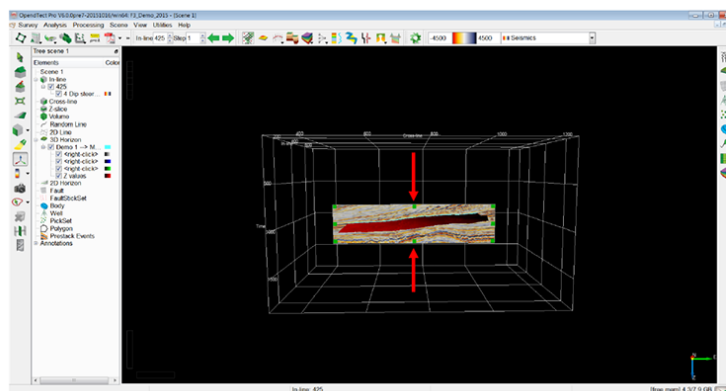 OpendTect Pro V6.0.0pre7-20151016/win64 F3_Demo_2015 - [Scene 1]
Survey Analysis Processing Scene View Utilities Help
In-line 425 Step 1 -4500 4500 Seismics
Tree scene 1
Elements Color
Scene 1
In-line
425
4 Dip steer...
Cross-line
Z-slice
Volume
Random Line
2D Line
3D Horizon
Demo 1 --> M...
<right-click>
<right-click>
<right-click>
Z values
2D Horizon
Fault
FaultStickSet
Body
Well
PickSet
Polygon
Prestack Events
Annotations
Cross-line
1000
1200
Time
In-line: 425